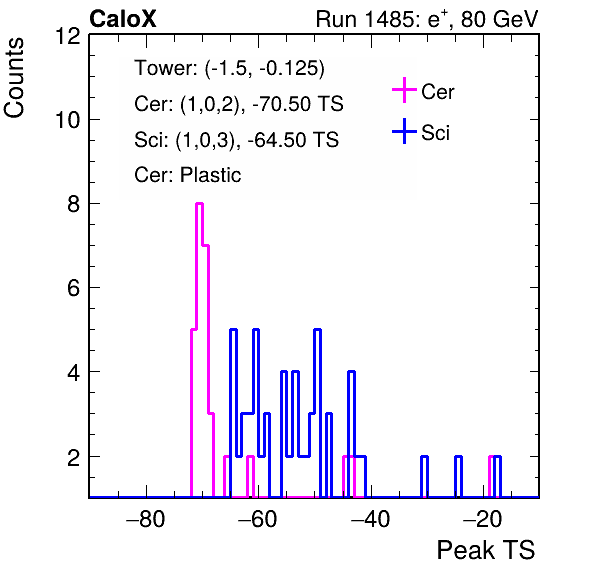 CaloX Run 1485: e⁺, 80 GeV
Counts
12
10
8
6
4
2
Tower: (-1.5, -0.125)
Cer: (1,0,2), -70.50 TS
Sci: (1,0,3), -64.50 TS
Cer: Plastic
Cer
Sci
−80 −60 −40 −20
Peak TS